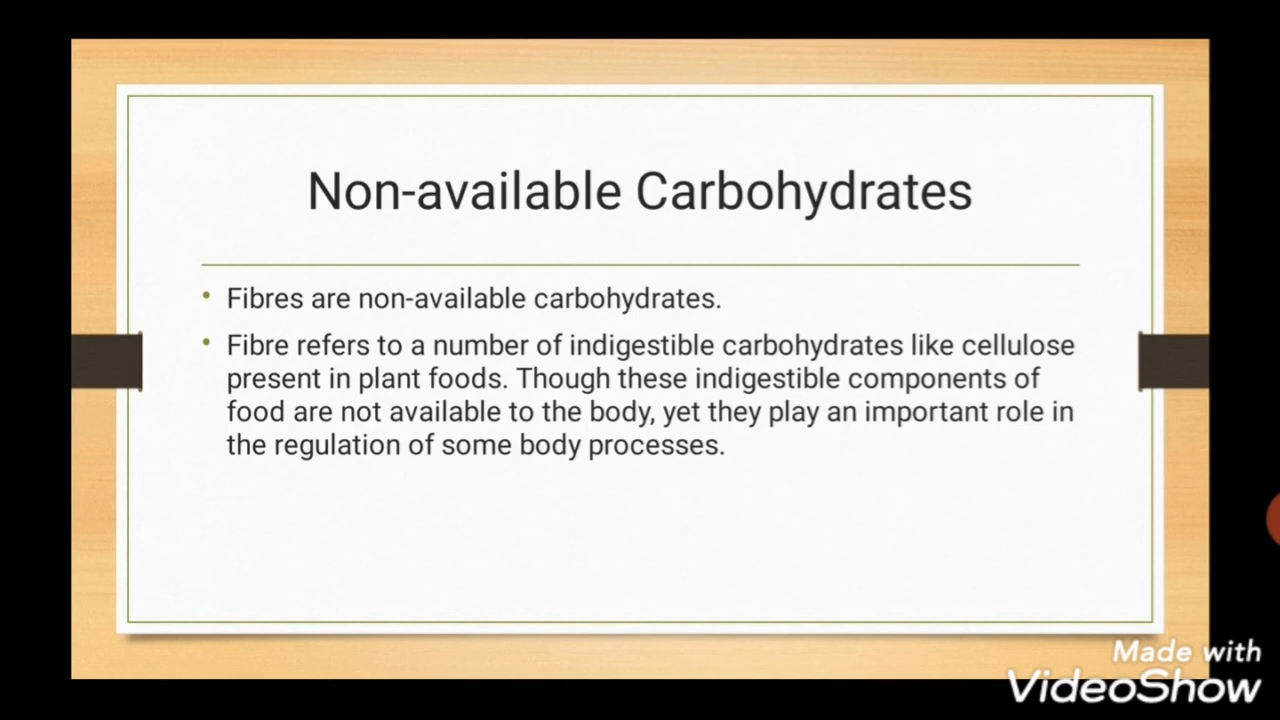 Non-available Carbohydrates
• Fibres are non-available carbohydrates.
• Fibre refers to a number of indigestible carbohydrates like cellulose
present in plant foods. Though these indigestible components of
food are not available to the body, yet they play an important role in
the regulation of some body processes.
Made with
VideoShow